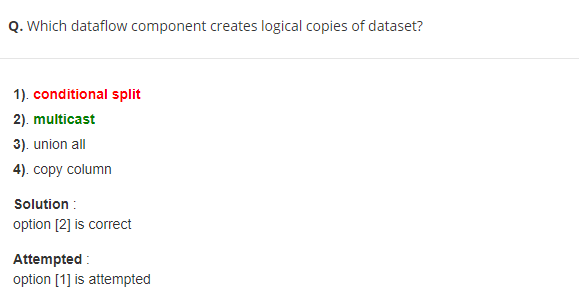 Q. Which dataflow component creates logical copies of dataset?
1). conditional split
2). multicast
3). union all
4). copy column
Solution :
option [2] is correct
Attempted :
option [1] is attempted